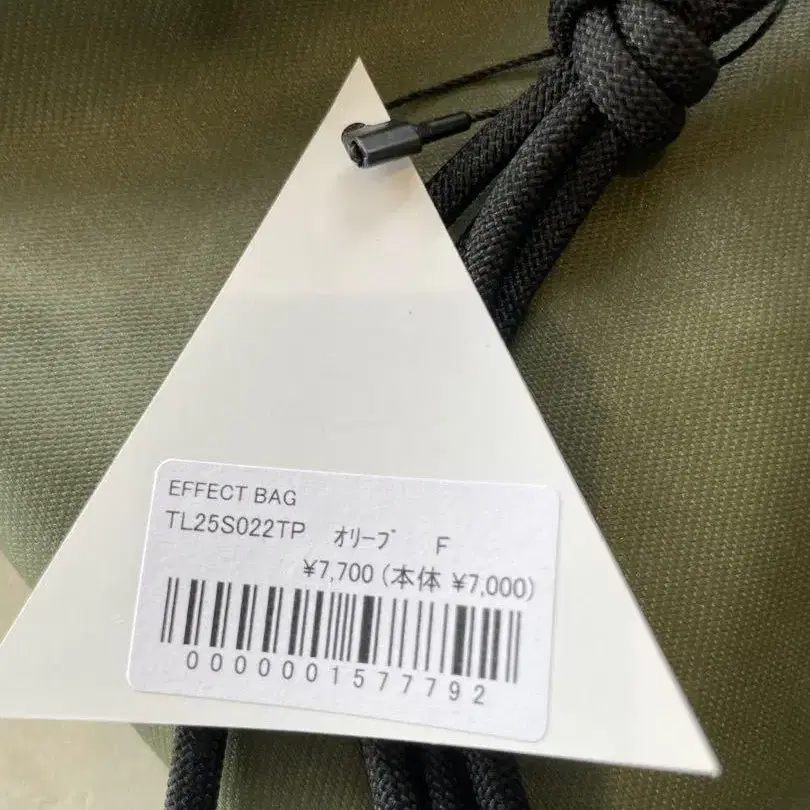 EFFECT BAG
TL25S022TP ｵﾘｰﾌﾞ F
¥7,700 (本体 ¥7,000)
0000001577792